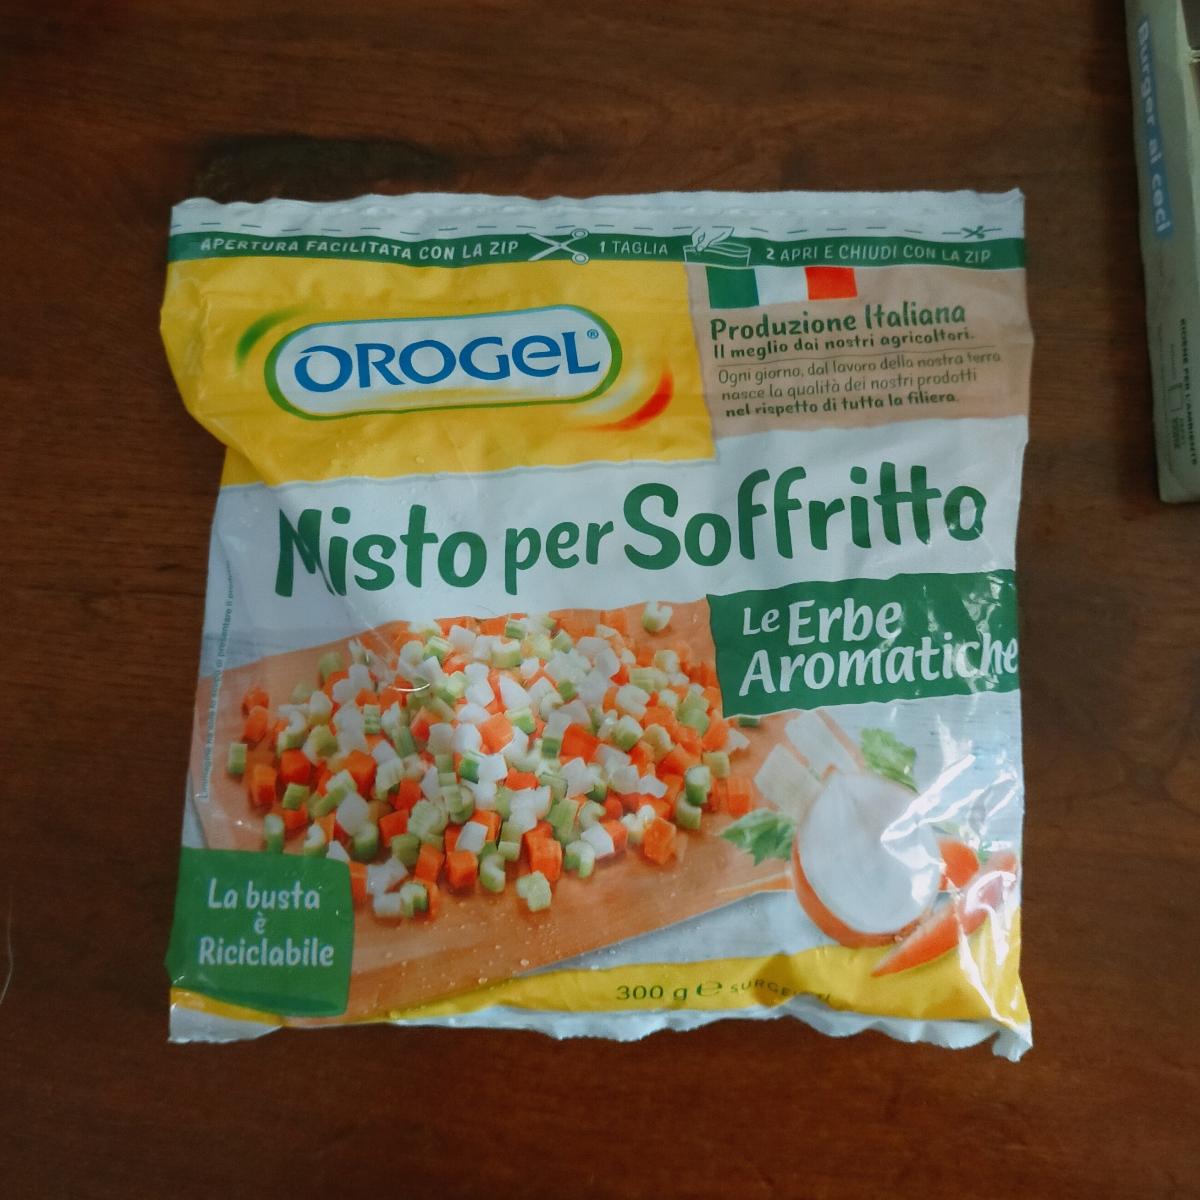 APERTURA FACILITATA CON LA ZIP 1 TAGLIA 2 APRI E CHIUDI CON LA ZIP
OROGEL®
Produzione Italiana
Il meglio dai nostri agricoltori.
Ogni giorno, dal lavoro della nostra terra
nasce la qualità dei nostri prodotti
nel rispetto di tutta la filiera.
Misto per Soffritto
Le Erbe
Aromatiche
La busta
è
Riciclabile
300 g e
Burger ai ceci